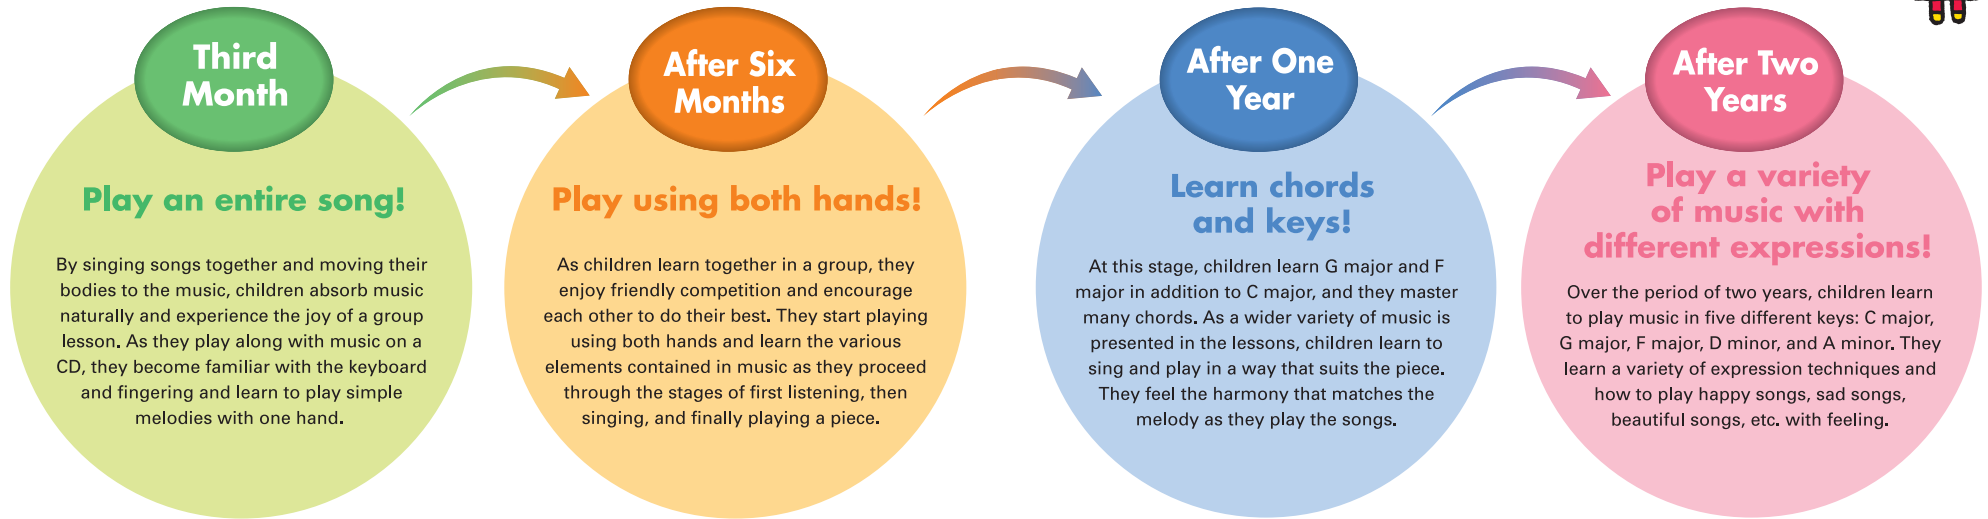 Third
Month
Play an entire song!
By singing songs together and moving their
bodies to the music, children absorb music
naturally and experience the joy of a group
lesson. As they play along with music on a
CD, they become familiar with the keyboard
and fingering and learn to play simple
melodies with one hand.
After Six
Months
Play using both hands!
As children learn together in a group, they
enjoy friendly competition and encourage
each other to do their best. They start playing
using both hands and learn the various
elements contained in music as they proceed
through the stages of first listening, then
singing, and finally playing a piece.
After One
Year
Learn chords
and keys!
At this stage, children learn G major and F
major in addition to C major, and they master
many chords. As a wider variety of music is
presented in the lessons, children learn to
sing and play in a way that suits the piece.
They feel the harmony that matches the
melody as they play the songs.
After Two
Years
Play a variety
of music with
different expressions!
Over the period of two years, children learn
to play music in five different keys: C major,
G major, F major, D minor, and A minor. They
learn a variety of expression techniques and
how to play happy songs, sad songs,
beautiful songs, etc. with feeling.